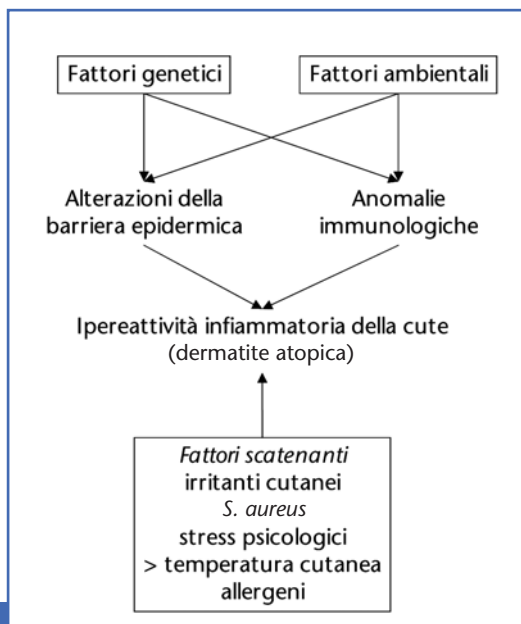 Fattori genetici
Fattori ambientali
Alterazioni della
barriera epidermica
Anomalie
immunologiche
Ipereattività infiammatoria della cute
(dermatite atopica)
Fattori scatenanti
irritanti cutanei
S. aureus
stress psicologici
> temperatura cutanea
allergeni